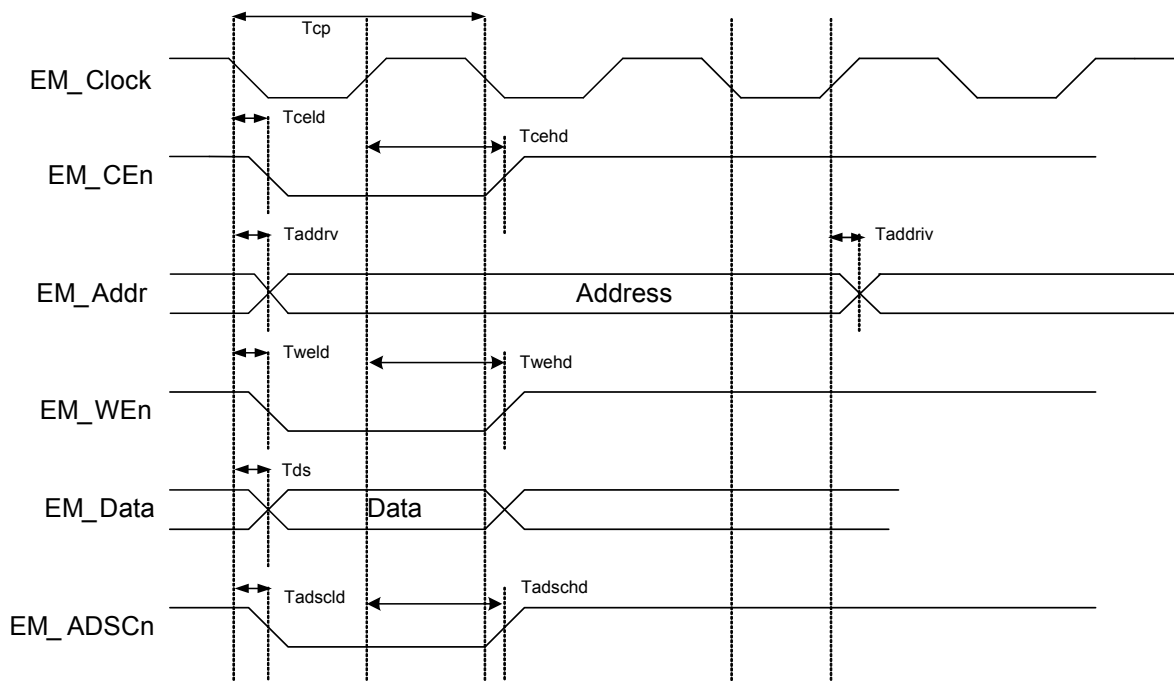 Tcp
EM_Clock
Tceld
Tcehd
EM_CEn
Taddrv
Taddriv
EM_Addr
Address
Tweld
Twehd
EM_WEn
Tds
EM_Data
Data
Tadscld
Tadschd
EM_ADSCn